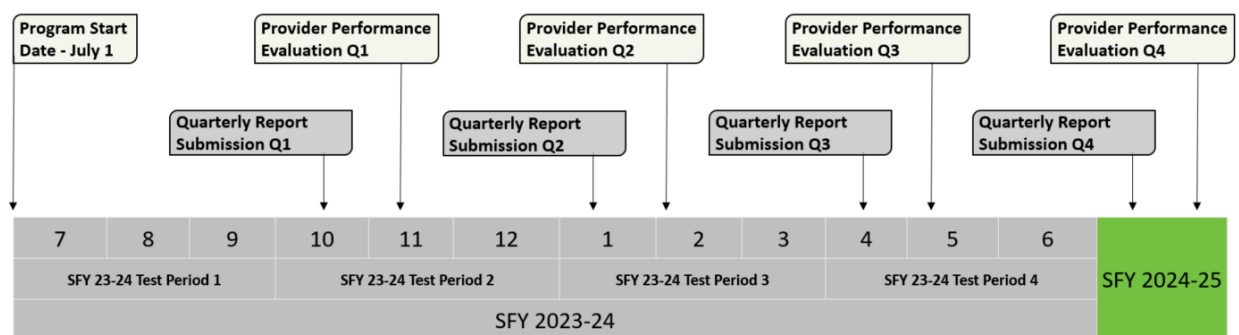 Program Start
Date - July 1
Provider Performance
Evaluation Q1
Provider Performance
Evaluation Q2
Provider Performance
Evaluation Q3
Provider Performance
Evaluation Q4
Quarterly Report
Submission Q1
Quarterly Report
Submission Q2
Quarterly Report
Submission Q3
Quarterly Report
Submission Q4
7 8 9 10 11 12 1 2 3 4 5 6
SFY 23-24 Test Period 1 SFY 23-24 Test Period 2 SFY 23-24 Test Period 3 SFY 23-24 Test Period 4
SFY 2024-25
SFY 2023-24